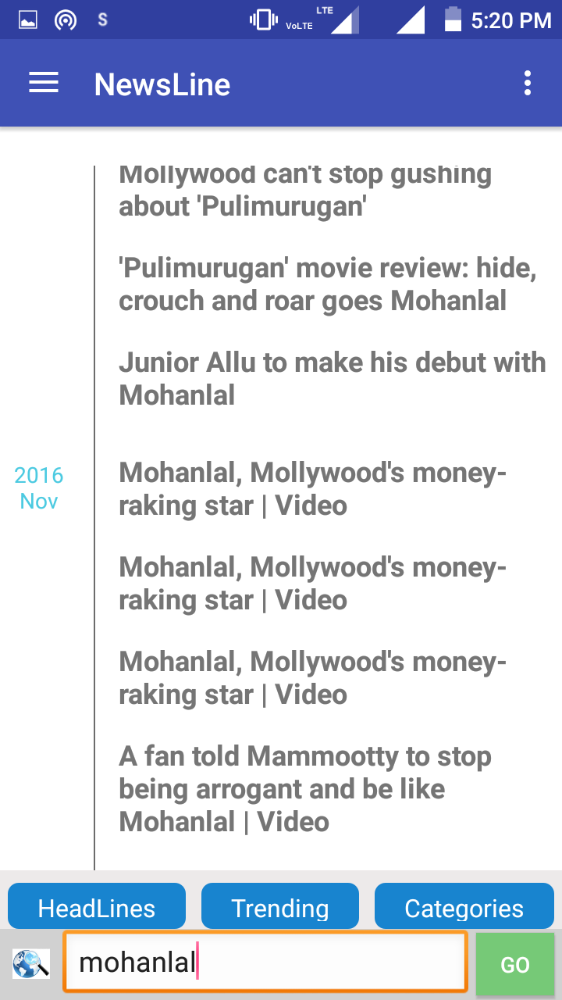 S VoLTE LTE 5:20 PM
NewsLine
Mollywood can't stop gushing
about 'Pulimurugan'
'Pulimurugan' movie review: hide,
crouch and roar goes Mohanlal
Junior Allu to make his debut with
Mohanlal
2016
Nov
Mohanlal, Mollywood's money-
raking star | Video
Mohanlal, Mollywood's money-
raking star | Video
Mohanlal, Mollywood's money-
raking star | Video
A fan told Mammootty to stop
being arrogant and be like
Mohanlal | Video
HeadLines Trending Categories
mohanlal GO